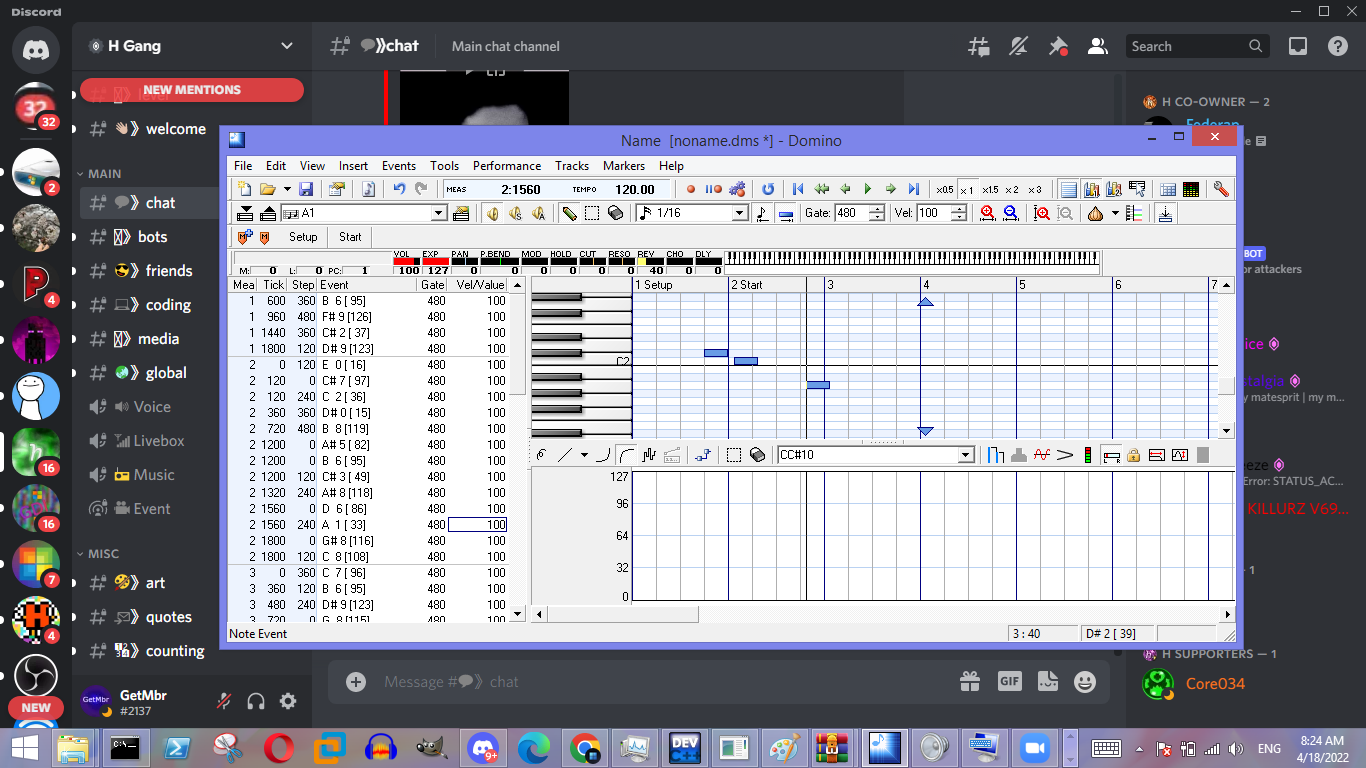 Discord
H Gang
chat
Main chat channel
Search
NEW MENTIONS
welcome
MAIN
chat
bots
friends
coding
media
global
Voice
Livebox
Music
Event
MISC
art
quotes
counting
GetMbr
GetMbr
#2137
32
32
2
4
16
16
7
4
NEW
H CO-OWNER — 2
BOT
or attackers
ice
stalgia
y matesprit | my m...
eeze
Error: STATUS_AC...
KILLURZ V69...
H SUPPORTERS — 1
Core034
Message # chat
GIF
Name [noname.dms *] - Domino
File Edit View Insert Events Tools Performance Tracks Markers Help
MEAS 2:1560 TEMPO 120.00 x0.5 x 1 x1.5 x 2 x 3
A1 1/16 Gate: 480 Vel: 100
Setup Start
VOL EXP PAN P.BEND MOD HOLD CUT RESO REV CHO DLY
M: 0 L: 0 PC: 1 100 127 0 0 0 0 0 0 40 0 0
Mea Tick Step Event Gate Vel/Value
1 600 360 B 6 [ 95] 480 100
1 960 480 F# 9 [126] 480 100
1 1440 360 C# 2 [ 37] 480 100
1 1800 120 D# 9 [123] 480 100
2 0 120 E 0 [ 16] 480 100
2 120 0 C# 7 [ 97] 480 100
2 120 240 C 2 [ 36] 480 100
2 360 360 D# 0 [ 15] 480 100
2 720 480 B 8 [119] 480 100
2 1200 0 A# 5 [ 82] 480 100
2 1200 0 B 6 [ 95] 480 100
2 1200 120 C# 3 [ 49] 480 100
2 1320 240 A# 8 [118] 480 100
2 1560 0 D 6 [ 86] 480 100
2 1560 240 A 1 [ 33] 480 100
2 1800 0 G# 8 [116] 480 100
2 1800 120 C 8 [108] 480 100
3 0 360 C 7 [ 96] 480 100
3 360 120 B 6 [ 95] 480 100
3 480 240 D# 9 [123] 480 100
3 720 0 G 8 [115] 480 100
1 Setup 2 Start 3 4 5 6 7
C2
CC#10
127
96
64
32
0
Note Event 3 : 40 D# 2 [ 39]
C:\_
DEV C++
9+
ENG
8:24 AM
4/18/2022